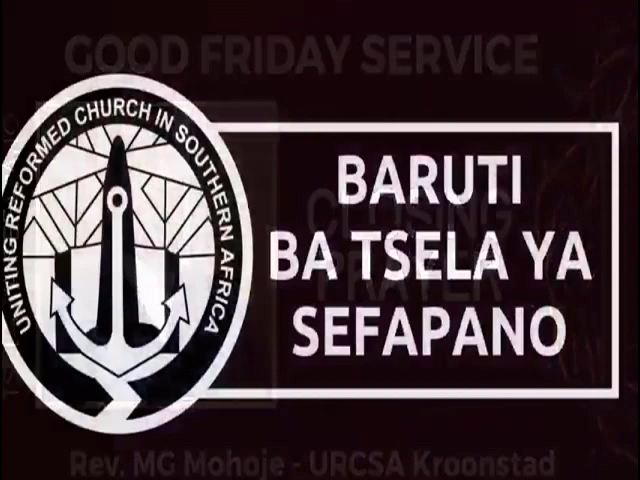 GOOD FRIDAY SERVICE
UNITING REFORMED CHURCH IN SOUTHERN AFRICA
BARUTI
BA TSELA YA
SEFAPANO
CLOSING
PRAYER
Rev. MG Mohoje - URCSA Kroonstad